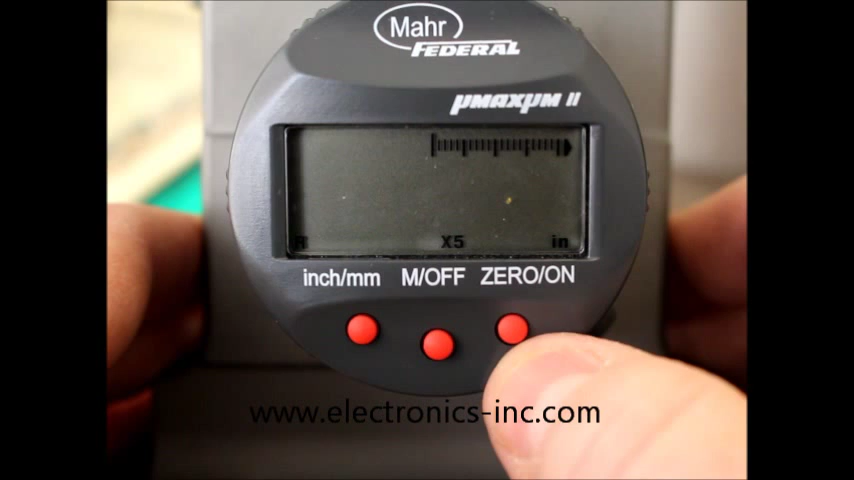 Mahr
FEDERAL
µMAXµM II
R X5 in
inch/mm M/OFF ZERO/ON
www.electronics-inc.com